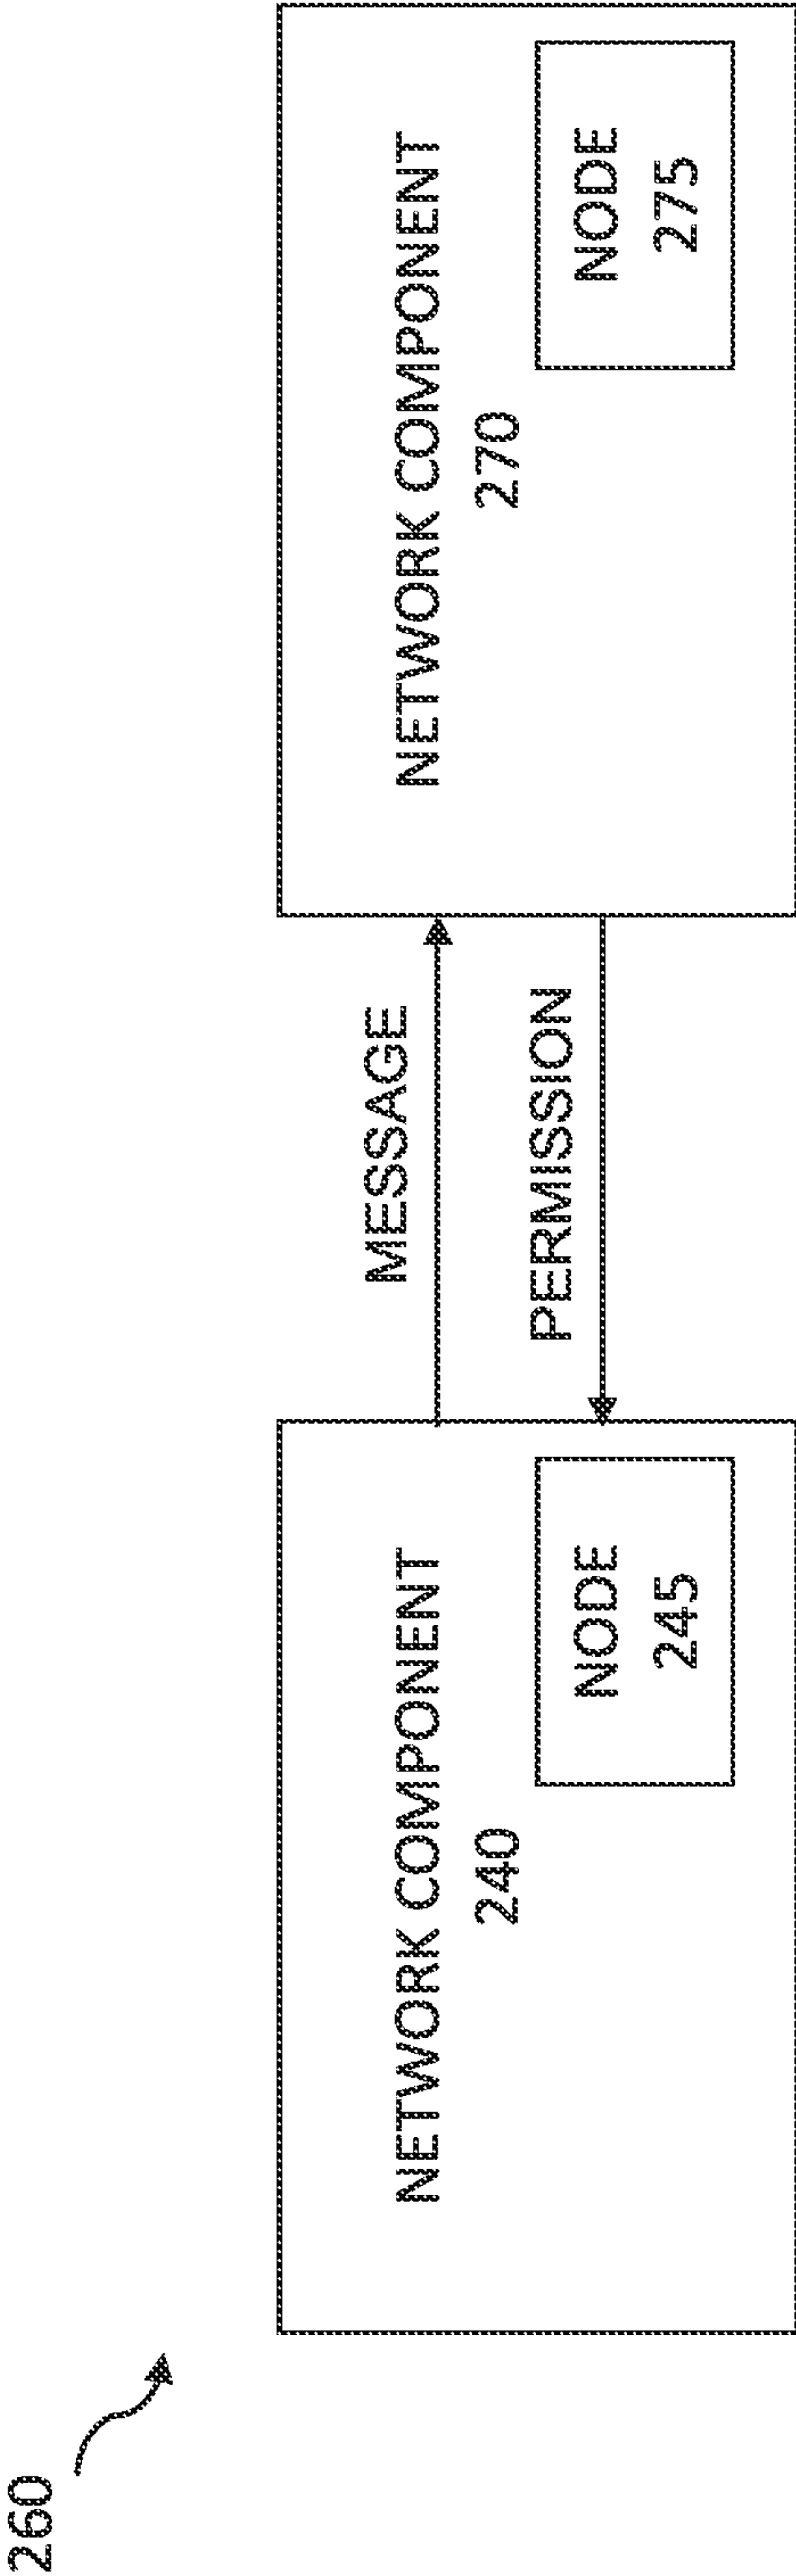 260
NETWORK COMPONENT
240
NODE
245
MESSAGE
PERMISSION
NETWORK COMPONENT
270
NODE
275